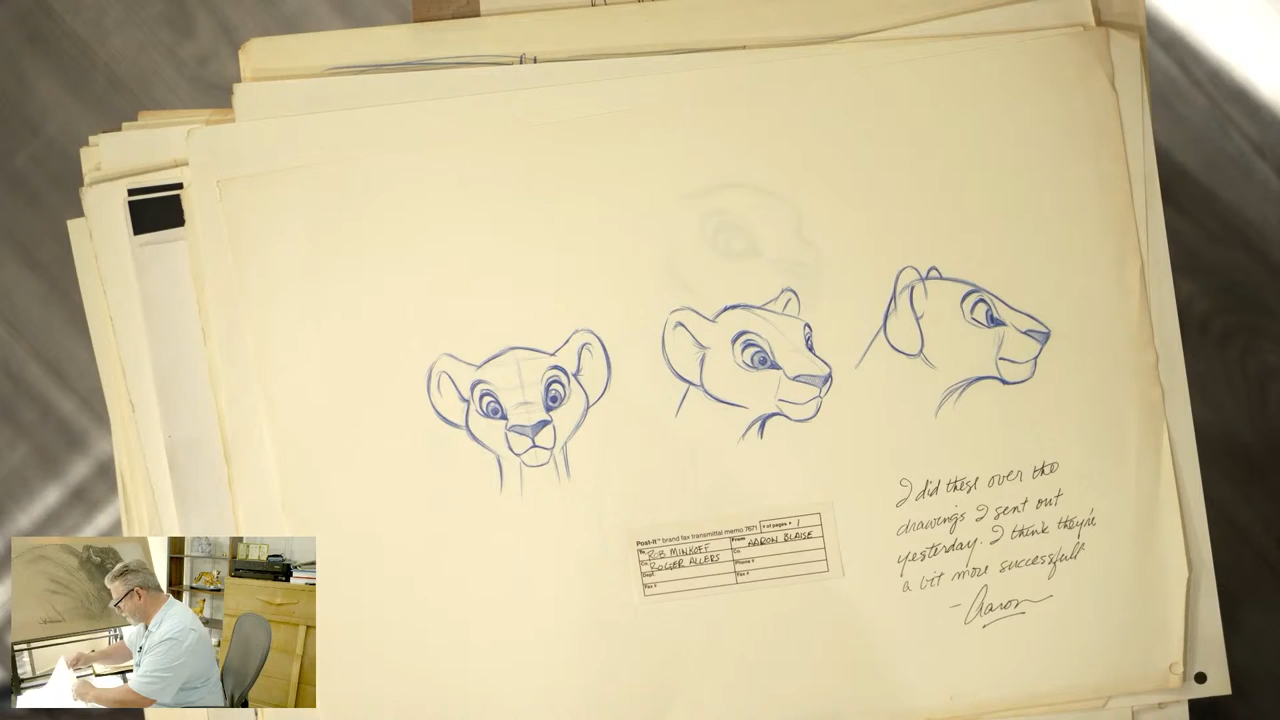 Post-it™ brand fax transmittal memo 7671
# of pages ▸ 1
To ROB MINKOFF
From AARON BLAISE
Co. ROGER ALLERS
Co.
Dept.
Phone #
Fax #
Fax #
I did these over the
drawings I sent out
yesterday. I think they're
a bit more successfull
- Aaron